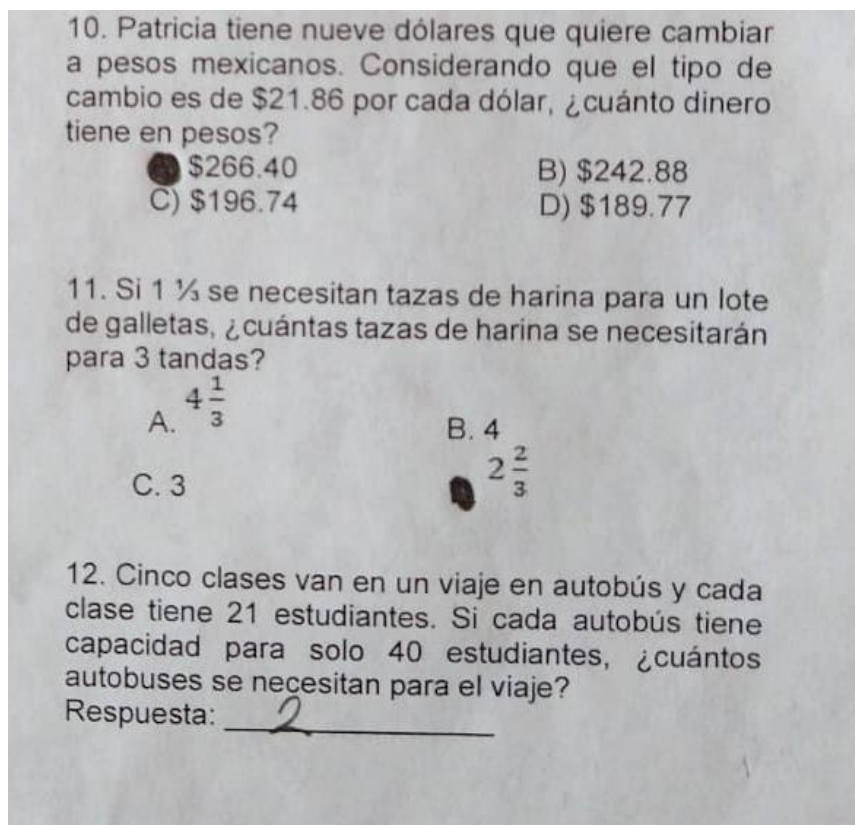 10. Patricia tiene nueve dólares que quiere cambiar
a pesos mexicanos. Considerando que el tipo de
cambio es de $21.86 por cada dólar, ¿cuánto dinero
tiene en pesos?
$266.40 B) $242.88
C) $196.74 D) $189.77
11. Si 1 ⅓ se necesitan tazas de harina para un lote
de galletas, ¿cuántas tazas de harina se necesitarán
para 3 tandas?
A. 4 1/3
B. 4
C. 3
2 2/3
12. Cinco clases van en un viaje en autobús y cada
clase tiene 21 estudiantes. Si cada autobús tiene
capacidad para solo 40 estudiantes, ¿cuántos
autobuses se necesitan para el viaje?
Respuesta: 2